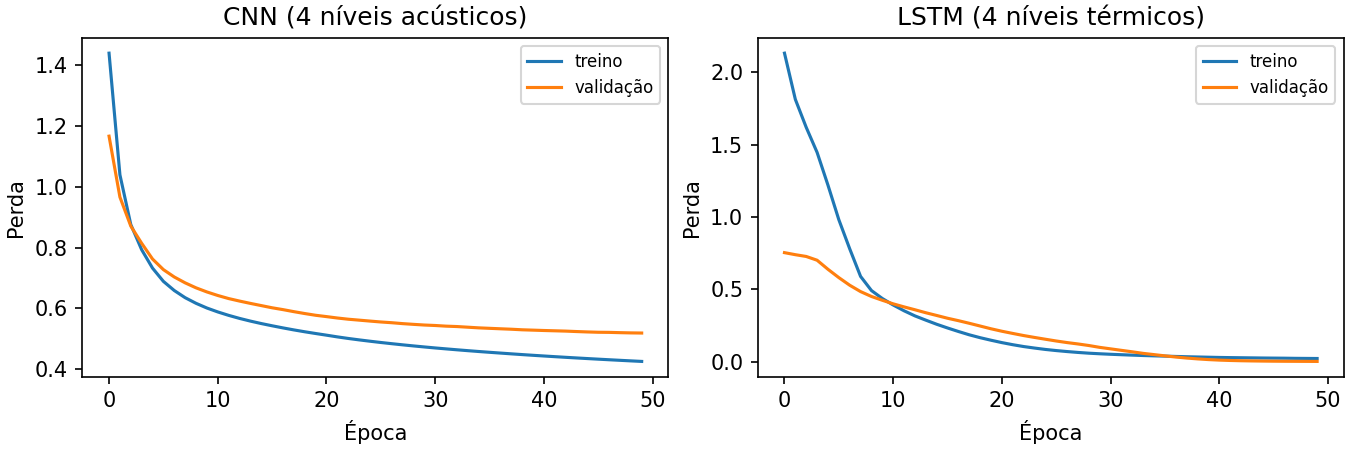 CNN (4 níveis acústicos)
1.4
1.2
1.0
0.8
0.6
0.4
Perda
treino
validação
0
10
20
30
40
50
Época
LSTM (4 níveis térmicos)
2.0
1.5
1.0
0.5
0.0
Perda
treino
validação
0
10
20
30
40
50
Época